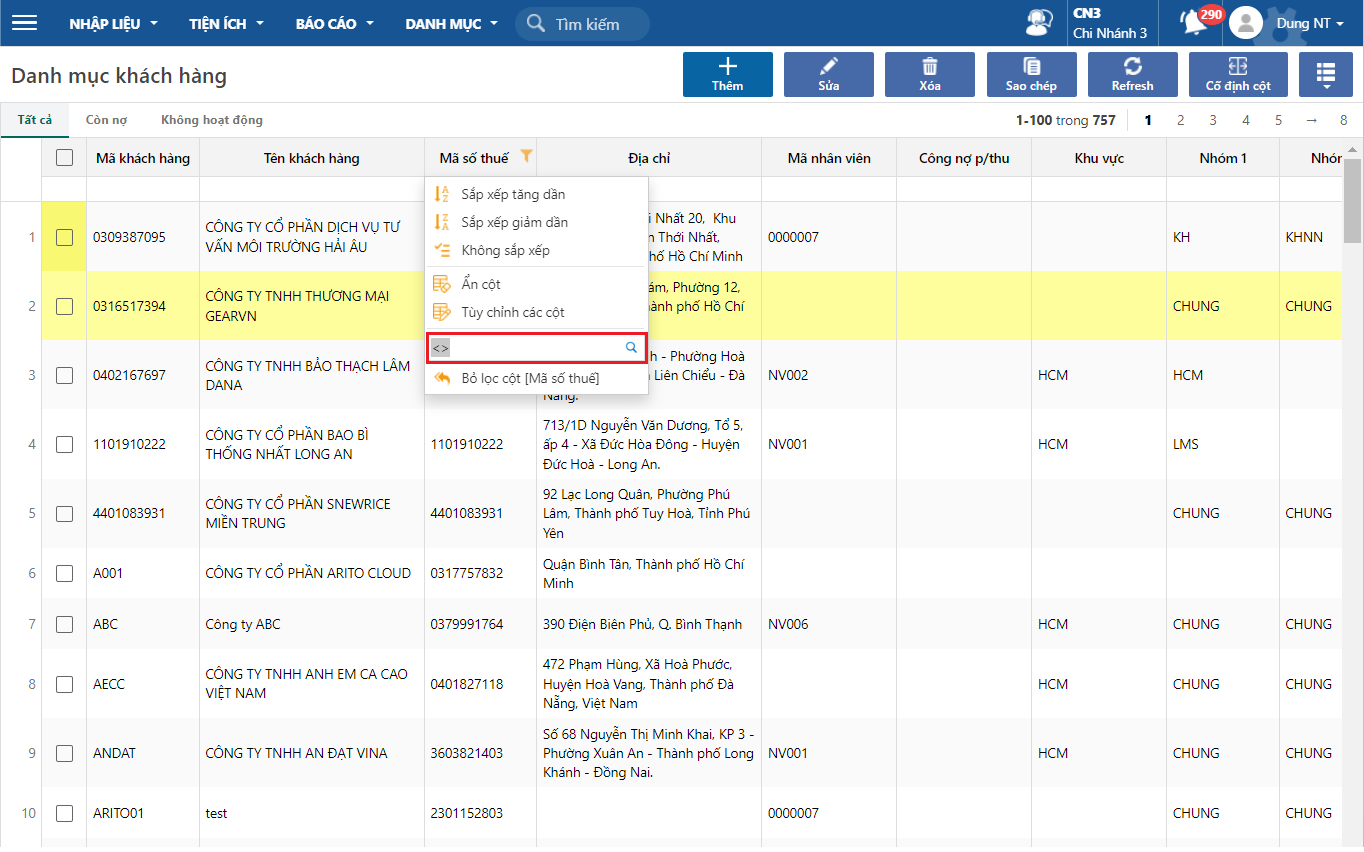 NHẬP LIỆU TIỆN ÍCH BÁO CÁO DANH MỤC Tìm kiếm CN3 290 Dung NT
Chi Nhánh 3
Danh mục khách hàng Thêm Sửa Xóa Sao chép Refresh Cố định cột
Tất cả Còn nợ Không hoạt động 1-100 trong 757 1 2 3 4 5 → 8
Mã khách hàng Tên khách hàng Mã số thuế Địa chỉ Mã nhân viên Công nợ p/thu Khu vực Nhóm 1 Nhóm
Sắp xếp tăng dần
Sắp xếp giảm dần
Không sắp xếp
Ẩn cột
Tùy chỉnh các cột
<>
Bỏ lọc cột [Mã số thuế]
1 0309387095 CÔNG TY CỔ PHẦN DỊCH VỤ TƯ
VẤN MÔI TRƯỜNG HẢI ÂU
i Nhất 20, Khu
n Thới Nhất,
hố Hồ Chí Minh
0000007 KH KHNN
2 0316517394 CÔNG TY TNHH THƯƠNG MẠI
GEARVN
ám, Phường 12,
hành phố Hồ Chí
CHUNG CHUNG
3 0402167697 CÔNG TY TNHH BẢO THẠCH LÂM
DANA
h - Phường Hoà
n Liên Chiểu - Đà
Nẵng.
NV002 HCM HCM
4 1101910222 CÔNG TY CỔ PHẦN BAO BÌ
THỐNG NHẤT LONG AN
1101910222
713/1D Nguyễn Văn Dương, Tổ 5,
ấp 4 - Xã Đức Hòa Đông - Huyện
Đức Hoà - Long An.
NV001 HCM LMS
5 4401083931 CÔNG TY CỔ PHẦN SNEWRICE
MIỀN TRUNG
4401083931
92 Lạc Long Quân, Phường Phú
Lâm, Thành phố Tuy Hoà, Tỉnh Phú
Yên
CHUNG CHUNG
6 A001 CÔNG TY CỔ PHẦN ARITO CLOUD 0317757832
Quận Bình Tân, Thành phố Hồ Chí
Minh
7 ABC Công ty ABC 0379991764 390 Điện Biên Phủ, Q, Bình Thạnh NV006 HCM CHUNG CHUNG
8 AECC CÔNG TY TNHH ANH EM CA CAO
VIỆT NAM
0401827118
472 Phạm Hùng, Xã Hoà Phước,
Huyện Hoà Vang, Thành phố Đà
Nẵng, Việt Nam
HCM CHUNG CHUNG
9 ANDAT CÔNG TY TNHH AN ĐẠT VINA 3603821403
Số 68 Nguyễn Thị Minh Khai, KP 3 -
Phường Xuân An - Thành phố Long
Khánh - Đồng Nai.
NV001 HCM CHUNG CHUNG
10 ARITO01 test 2301152803 0000007 CHUNG CHUNG